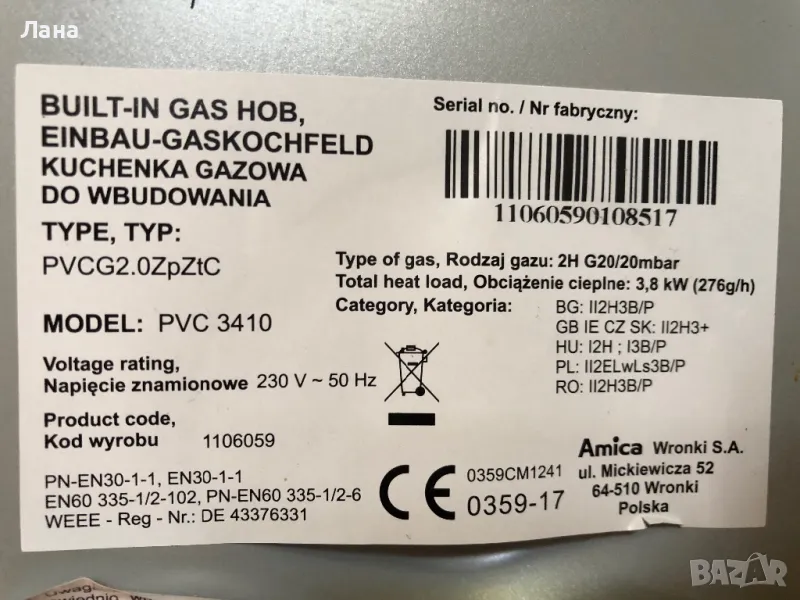 Лана
BUILT-IN GAS HOB,
EINBAU-GASKOCHFELD
KUCHENKA GAZOWA
DO WBUDOWANIA
TYPE, TYP:
PVCG2.0ZpZtC
MODEL: PVC 3410
Voltage rating,
Napięcie znamionowe 230 V ~ 50 Hz
Product code,
Kod wyrobu 1106059
PN-EN30-1-1, EN30-1-1
EN60 335-1/2-102, PN-EN60 335-1/2-6
WEEE - Reg - Nr.: DE 43376331
Serial no. / Nr fabryczny:
11060590108517
Type of gas, Rodzaj gazu: 2H G20/20mbar
Total heat load, Obciążenie cieplne: 3,8 kW (276g/h)
Category, Kategoria: BG: II2H3B/P
GB IE CZ SK: II2H3+
HU: I2H ; I3B/P
PL: II2ELwLs3B/P
RO: II2H3B/P
CE 0359CM1241
0359-17
Amica Wronki S.A.
ul. Mickiewicza 52
64-510 Wronki
Polska
Uwaga
BAZAR